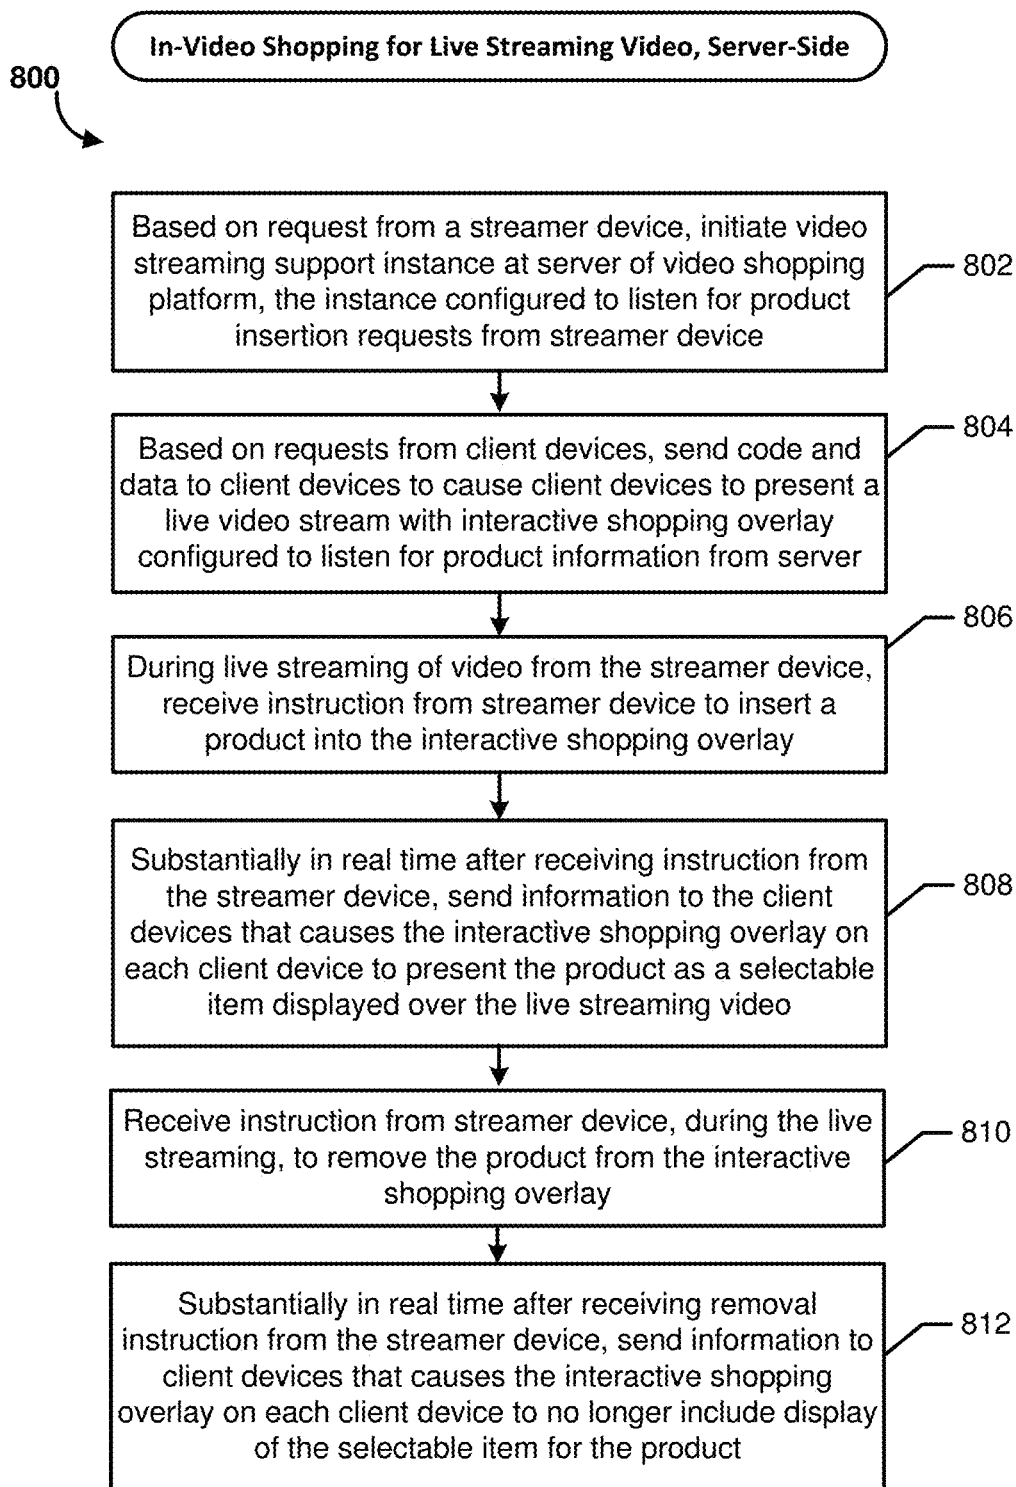 In-Video Shopping for Live Streaming Video, Server-Side
800
Based on request from a streamer device, initiate video
streaming support instance at server of video shopping
platform, the instance configured to listen for product
insertion requests from streamer device
802
Based on requests from client devices, send code and
data to client devices to cause client devices to present a
live video stream with interactive shopping overlay
configured to listen for product information from server
804
During live streaming of video from the streamer device,
receive instruction from streamer device to insert a
product into the interactive shopping overlay
806
Substantially in real time after receiving instruction from
the streamer device, send information to the client
devices that causes the interactive shopping overlay on
each client device to present the product as a selectable
item displayed over the live streaming video
808
Receive instruction from streamer device, during the live
streaming, to remove the product from the interactive
shopping overlay
810
Substantially in real time after receiving removal
instruction from the streamer device, send information to
client devices that causes the interactive shopping
overlay on each client device to no longer include display
of the selectable item for the product
812